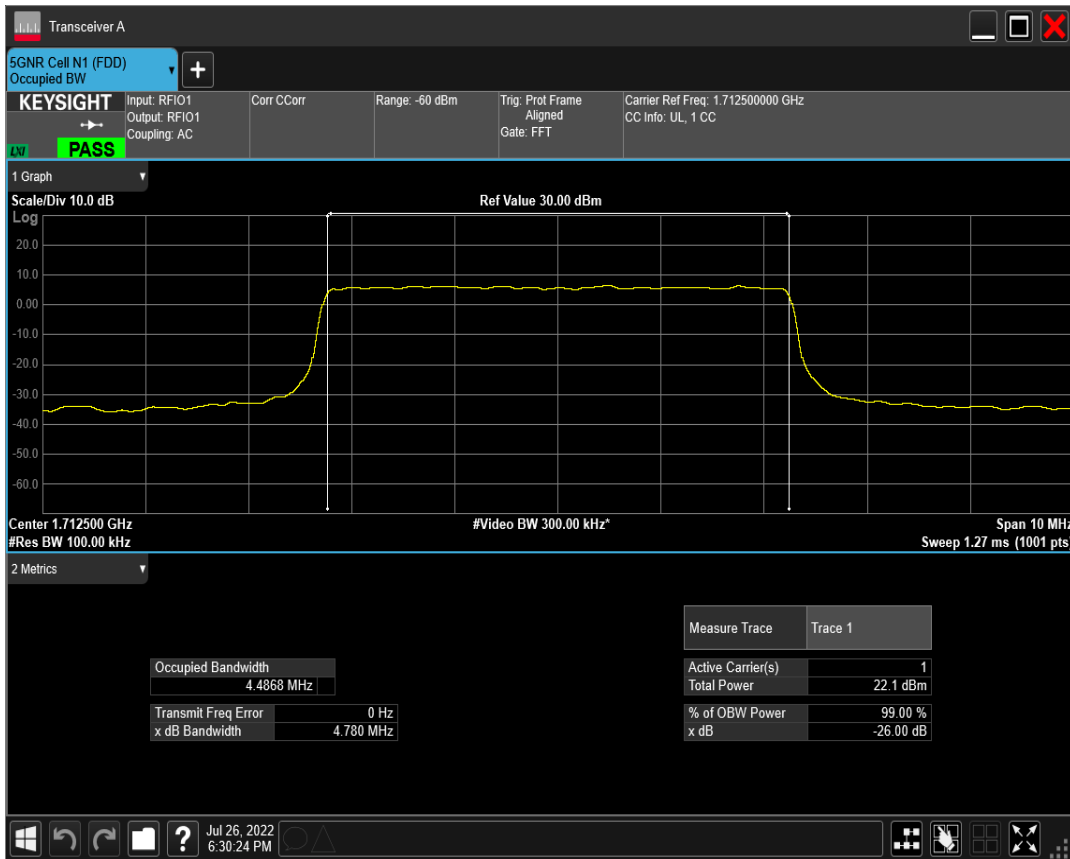 Transceiver A
5GNR Cell N1 (FDD)
Occupied BW
+
KEYSIGHT
LXI
PASS
Input: RFIO1
Output: RFIO1
Coupling: AC
Corr CCorr
Range: -60 dBm
Trig: Prot Frame
Aligned
Gate: FFT
Carrier Ref Freq: 1.712500000 GHz
CC Info: UL, 1 CC
1 Graph
Scale/Div 10.0 dB
Ref Value 30.00 dBm
Log
20.0
10.0
0.00
-10.0
-20.0
-30.0
-40.0
-50.0
-60.0
Center 1.712500 GHz
#Video BW 300.00 kHz*
Span 10 MHz
#Res BW 100.00 kHz
Sweep 1.27 ms (1001 pts)
2 Metrics
Measure Trace Trace 1
Occupied Bandwidth
4.4868 MHz
Active Carrier(s) 1
Total Power 22.1 dBm
Transmit Freq Error 0 Hz
x dB Bandwidth 4.780 MHz
% of OBW Power 99.00 %
x dB -26.00 dB
?
Jul 26, 2022
6:30:24 PM